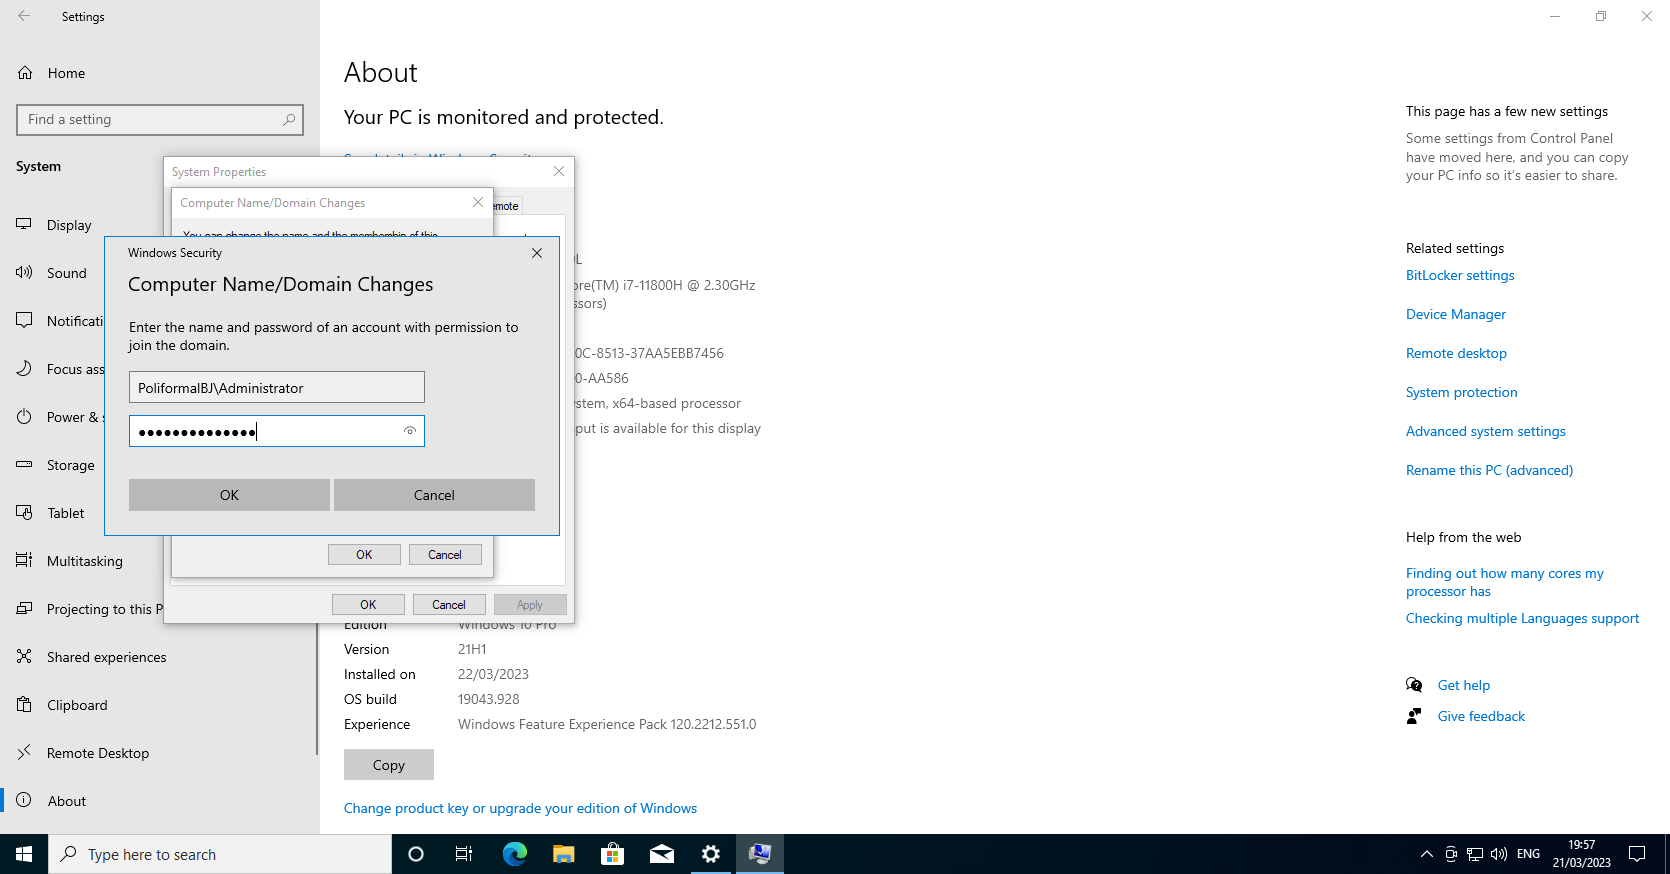 Settings
Home
Find a setting
System
Display
Sound
Notificati
Focus ass
Power & s
Storage
Tablet
Multitasking
Projecting to this P
Shared experiences
Clipboard
Remote Desktop
About
About
Your PC is monitored and protected.
System Properties
Computer Name/Domain Changes
emote
You can change the name and the membership of this
Windows Security
Computer Name/Domain Changes
Enter the name and password of an account with permission to
join the domain.
PoliformalBJ\Administrator
●●●●●●●●●●●●●●
OK
Cancel
OK
Cancel
OK
Cancel
Apply
ore(TM) i7-11800H @ 2.30GHz
ssors)
0C-8513-37AA5EBB7456
0-AA586
stem, x64-based processor
put is available for this display
Edition
Windows 10 Pro
Version
21H1
Installed on
22/03/2023
OS build
19043.928
Experience
Windows Feature Experience Pack 120.2212.551.0
Copy
Change product key or upgrade your edition of Windows
This page has a few new settings
Some settings from Control Panel
have moved here, and you can copy
your PC info so it's easier to share.
Related settings
BitLocker settings
Device Manager
Remote desktop
System protection
Advanced system settings
Rename this PC (advanced)
Help from the web
Finding out how many cores my
processor has
Checking multiple Languages support
Get help
Give feedback
Type here to search
ENG
19:57
21/03/2023